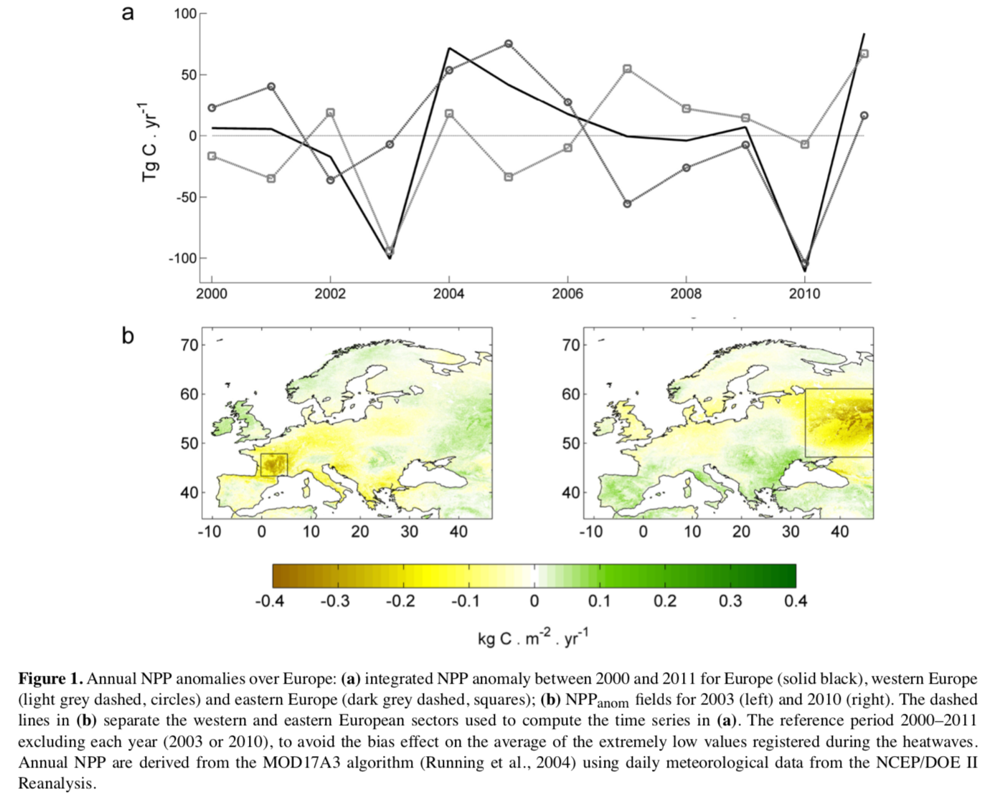 a
100
50
0
-50
-100
Tg C . yr-1
2000 2002 2004 2006 2008 2010
b
70
60
50
40
-10 0 10 20 30 40
70
60
50
40
-10 0 10 20 30 40
-0.4 -0.3 -0.2 -0.1 0 0.1 0.2 0.3 0.4
kg C . m-2 . yr-1
Figure 1. Annual NPP anomalies over Europe: (a) integrated NPP anomaly between 2000 and 2011 for Europe (solid black), western Europe
(light grey dashed, circles) and eastern Europe (dark grey dashed, squares); (b) NPPanom fields for 2003 (left) and 2010 (right). The dashed
lines in (b) separate the western and eastern European sectors used to compute the time series in (a). The reference period 2000–2011
excluding each year (2003 or 2010), to avoid the bias effect on the average of the extremely low values registered during the heatwaves.
Annual NPP are derived from the MOD17A3 algorithm (Running et al., 2004) using daily meteorological data from the NCEP/DOE II
Reanalysis.